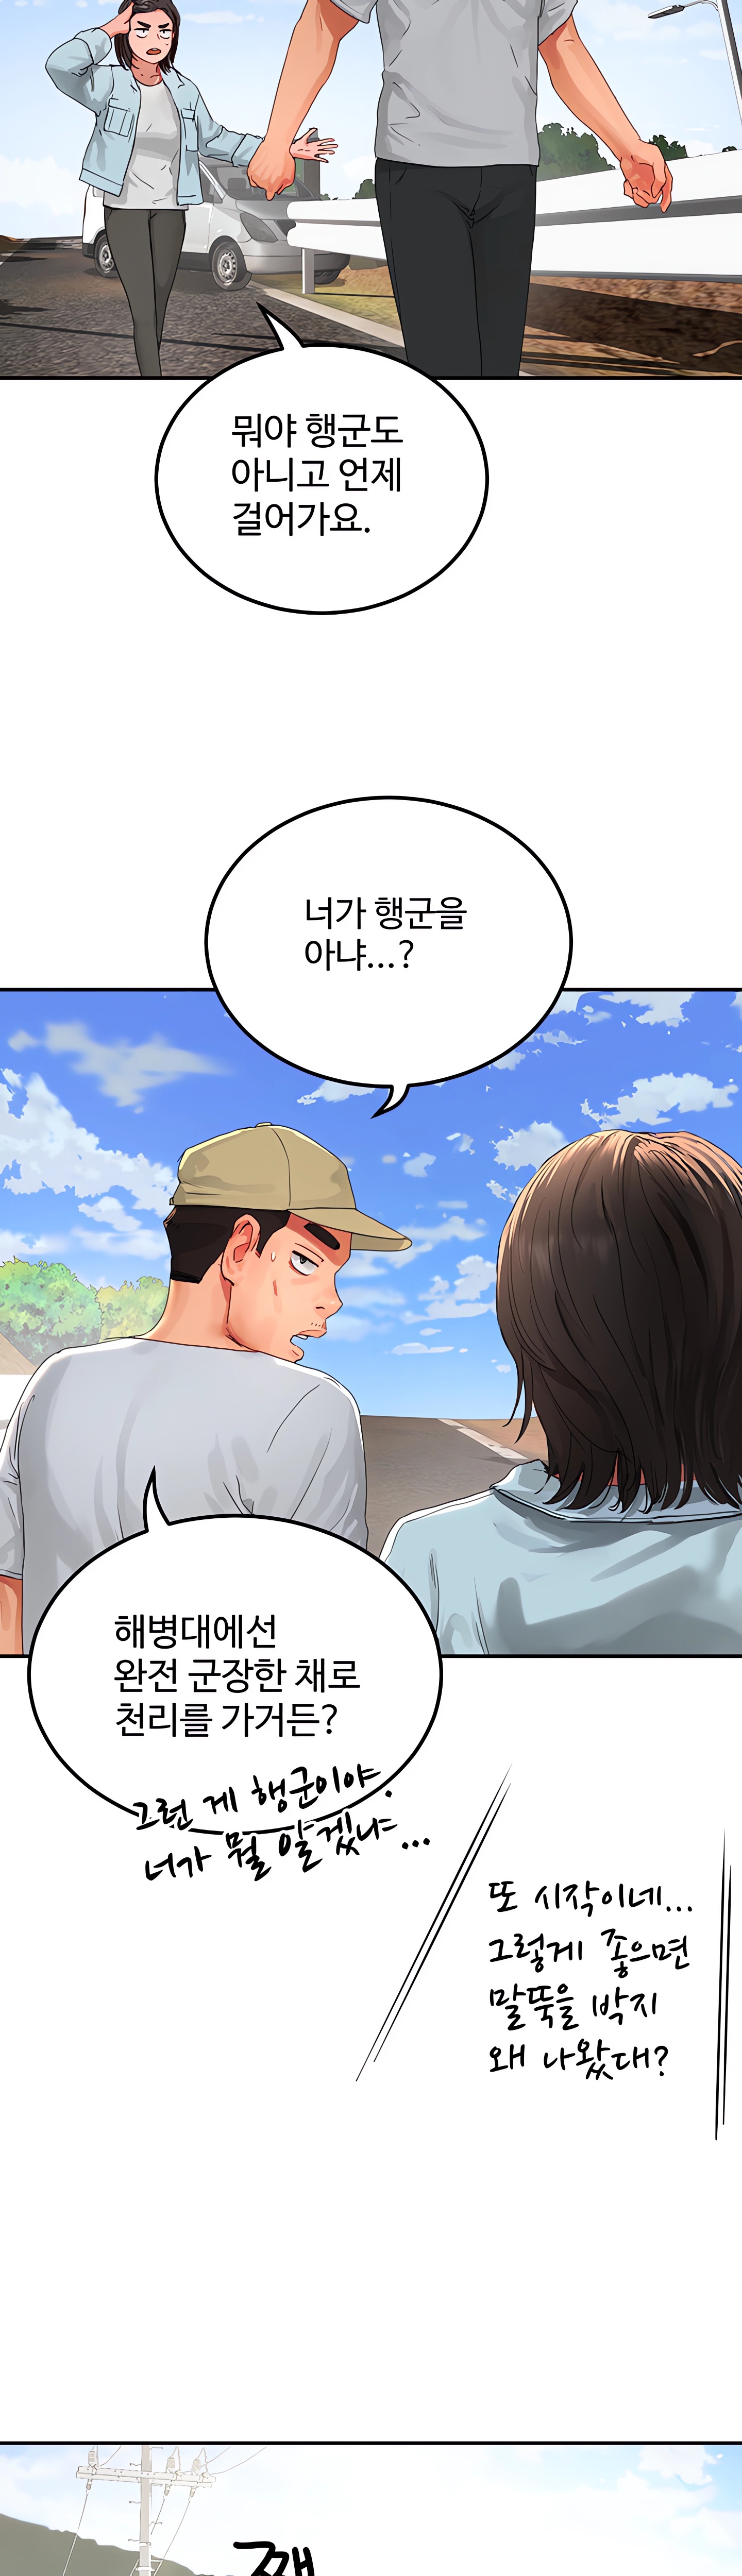 뭐야 행군도
아니고 언제
걸어가요.
너가 행군을
아냐...?
해병대에선
완전 군장한 채로
천리를 가거든?
그런 게 행군이야.
너가 뭘 알겠냐...
또 시작이네...
그렇게 좋으면
말뚝을 박지
왜 나왔대?